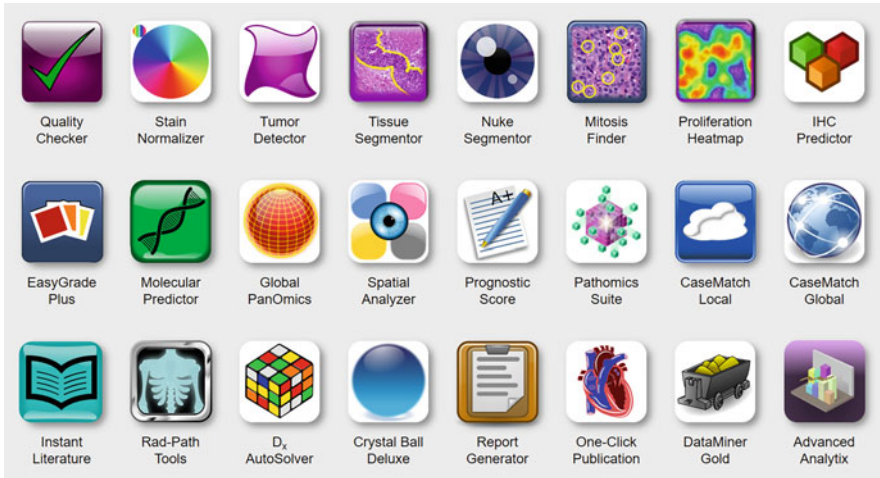 Quality
Checker
Stain
Normalizer
Tumor
Detector
Tissue
Segmentor
Nuke
Segmentor
Mitosis
Finder
Proliferation
Heatmap
IHC
Predictor
A+
EasyGrade
Plus
Molecular
Predictor
Global
PanOmics
Spatial
Analyzer
Prognostic
Score
Pathomics
Suite
CaseMatch
Local
CaseMatch
Global
Instant
Literature
Rad-Path
Tools
Dx
AutoSolver
Crystal Ball
Deluxe
Report
Generator
One-Click
Publication
DataMiner
Gold
Advanced
Analytix